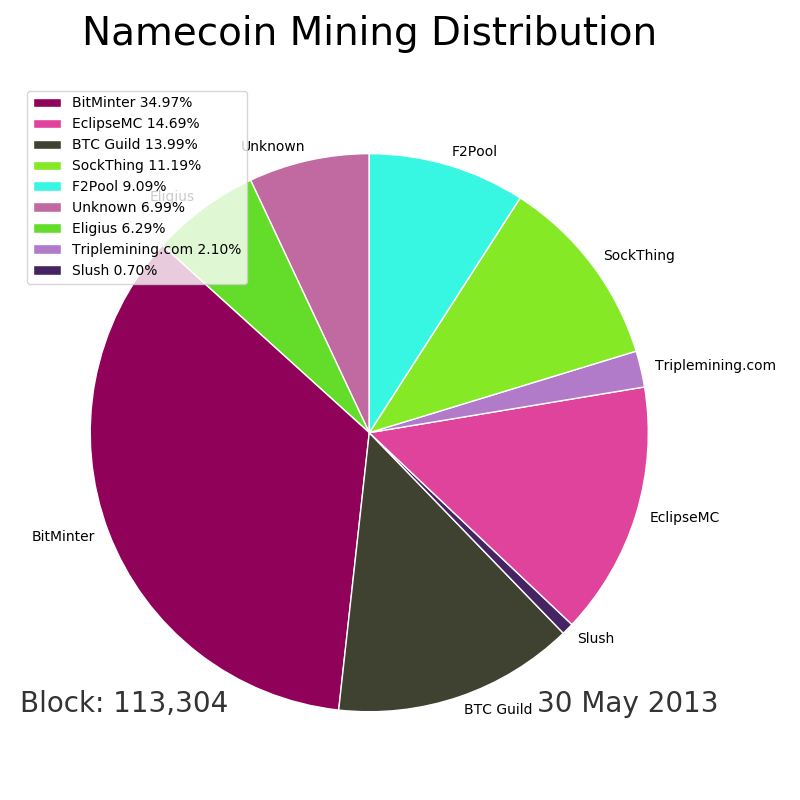 Namecoin Mining Distribution
BitMinter 34.97%
EclipseMC 14.69%
BTC Guild 13.99%
SockThing 11.19%
F2Pool 9.09%
Unknown 6.99%
Eligius 6.29%
Triplemining.com 2.10%
Slush 0.70%
Unknown
F2Pool
Eligius
SockThing
Triplemining.com
EclipseMC
BitMinter
Slush
BTC Guild
Block: 113,304
30 May 2013